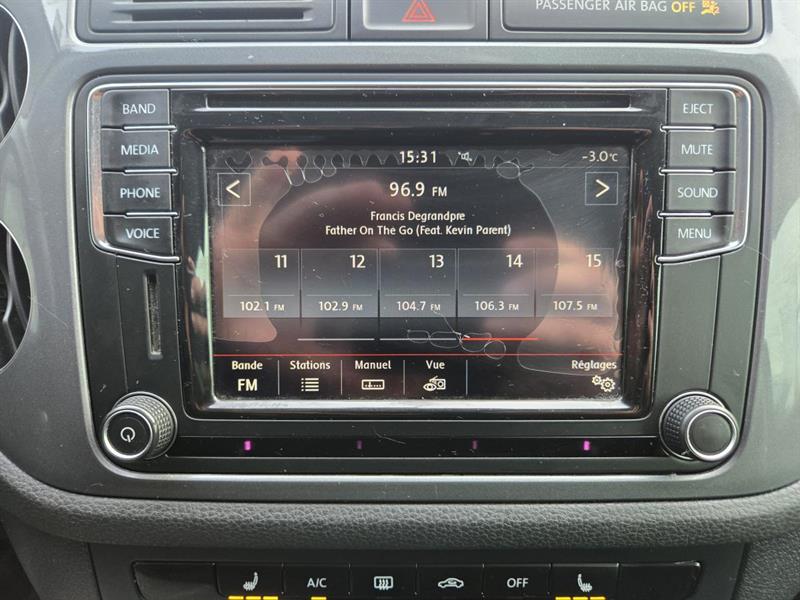 PASSENGER AIR BAG OFF
BAND
MEDIA
PHONE
VOICE
EJECT
MUTE
SOUND
MENU
15:31
-3.0°C
< 96.9 FM >
Francis Degrandpre
Father On The Go (Feat. Kevin Parent)
11 12 13 14 15
102.1 FM 102.9 FM 104.7 FM 106.3 FM 107.5 FM
Bande Stations Manuel Vue Réglages
FM
A/C OFF